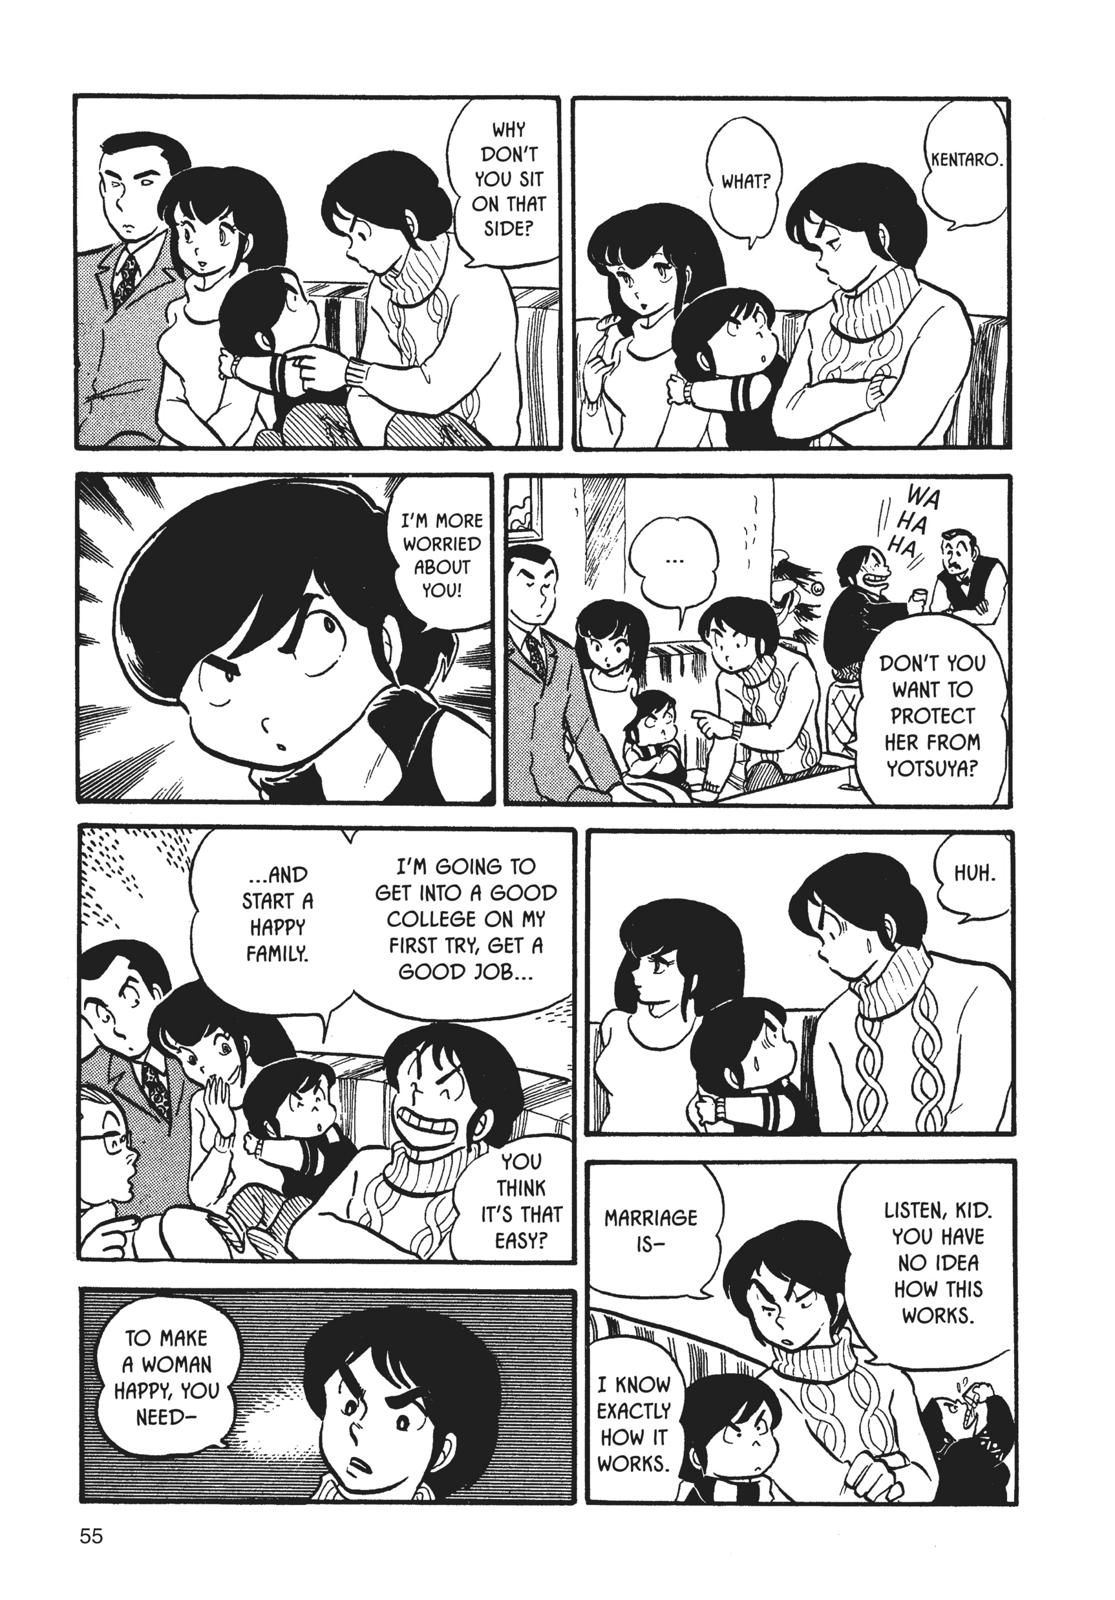 KENTARO.
WHAT?
WHY
DON'T
YOU SIT
ON THAT
SIDE?
WA
HA
HA
DON'T YOU
WANT TO
PROTECT
HER FROM
YOTSUYA?
...
I'M MORE
WORRIED
ABOUT
YOU!
HUH.
I'M GOING TO
GET INTO A GOOD
COLLEGE ON MY
FIRST TRY, GET A
GOOD JOB...
...AND
START A
HAPPY
FAMILY.
YOU
THINK
IT'S THAT
EASY?
LISTEN, KID.
YOU HAVE
NO IDEA
HOW THIS
WORKS.
MARRIAGE
IS–
I KNOW
EXACTLY
HOW IT
WORKS.
TO MAKE
A WOMAN
HAPPY, YOU
NEED–
55